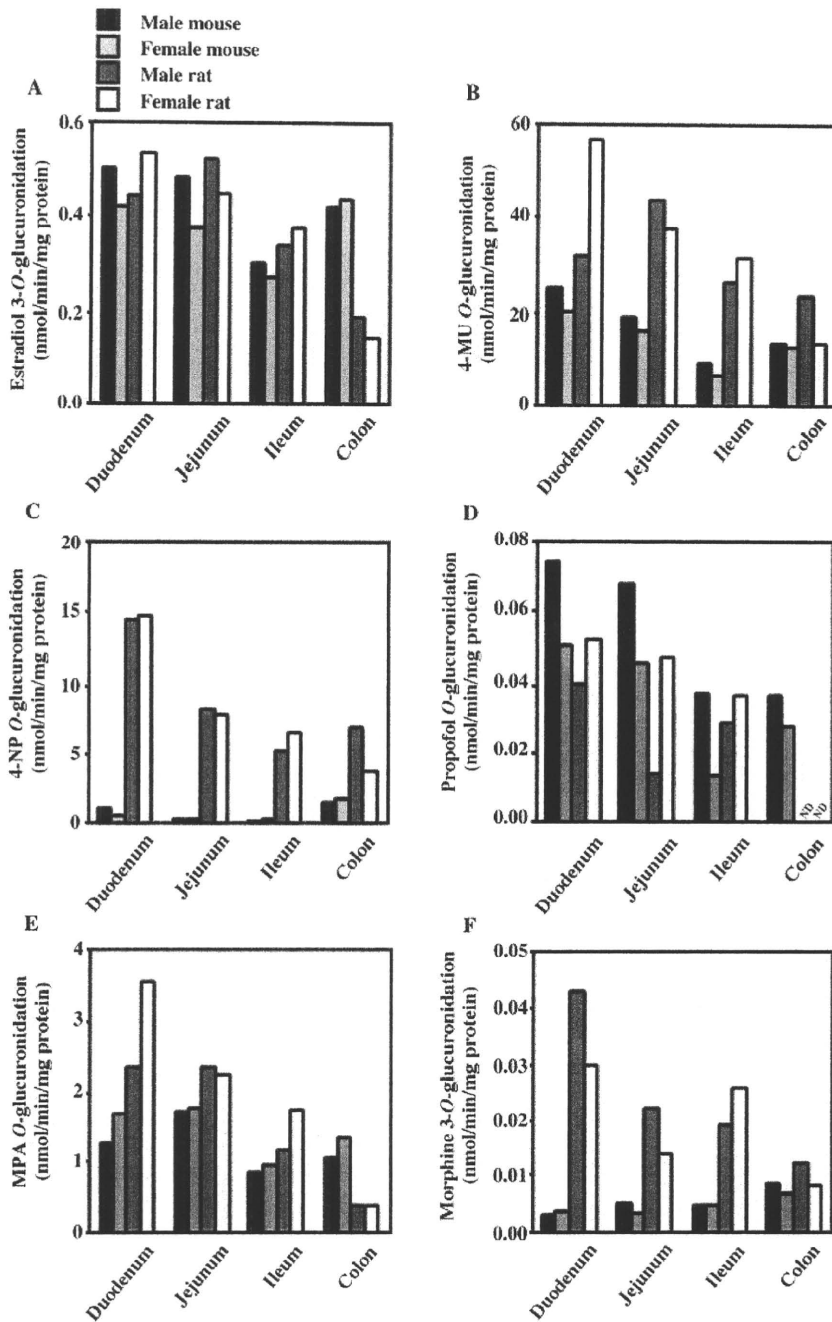 Male mouse
Female mouse
Male rat
Female rat
A
Estradiol 3-O-glucuronidation
(nmol/min/mg protein)
0.6
0.4
0.2
0.0
Duodenum
Jejunum
Ileum
Colon
B
4-MU O-glucuronidation
(nmol/min/mg protein)
60
40
20
0
Duodenum
Jejunum
Ileum
Colon
C
4-NP O-glucuronidation
(nmol/min/mg protein)
20
15
10
5
0
Duodenum
Jejunum
Ileum
Colon
D
Propofol O-glucuronidation
(nmol/min/mg protein)
0.08
0.06
0.04
0.02
0.00
ND
ND
Duodenum
Jejunum
Ileum
Colon
E
MPA O-glucuronidation
(nmol/min/mg protein)
4
3
2
1
0
Duodenum
Jejunum
Ileum
Colon
F
Morphine 3-O-glucuronidation
(nmol/min/mg protein)
0.05
0.04
0.03
0.02
0.01
0.00
Duodenum
Jejunum
Ileum
Colon